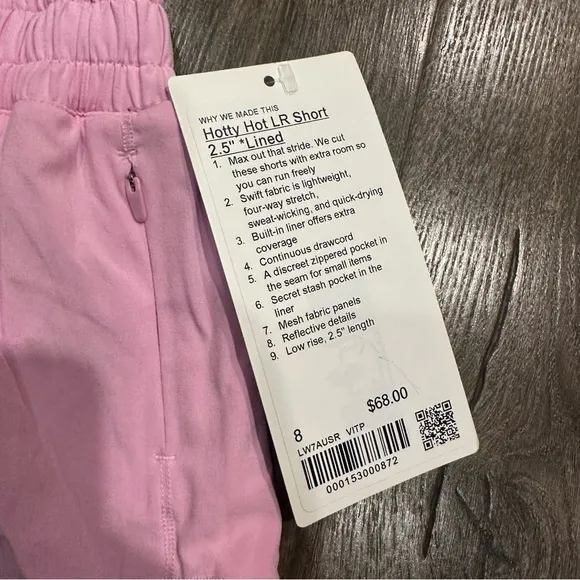 WHY WE MADE THIS
Hotty Hot LR Short
2.5" *Lined
1. Max out that stride. We cut
these shorts with extra room so
you can run freely
2. Swift fabric is lightweight,
four-way stretch,
sweat-wicking, and quick-drying
3. Built-in liner offers extra
coverage
4. Continuous drawcord
5. A discreet zippered pocket in
the seam for small items
6. Secret stash pocket in the
liner
7. Mesh fabric panels
8. Reflective details
9. Low rise, 2.5" length
$68.00
8
LW7AUSR VITP
000153000872